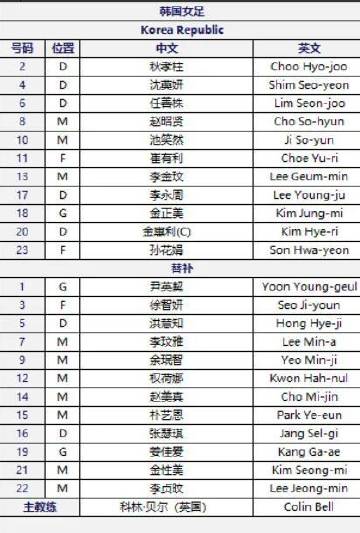 韩国女足
Korea Republic
号码 位置 中文 英文
2 D 秋孝柱 Choo Hyo-joo
4 D 沈英妍 Shim Seo-yeon
6 D 任善株 Lim Seon-joo
8 M 赵昭贤 Cho So-hyun
10 M 池笑然 Ji So-yun
11 F 崔有利 Choe Yu-ri
13 M 李金玟 Lee Geum-min
17 D 李永周 Lee Young-ju
18 G 金正美 Kim Jung-mi
20 D 金惠利(C) Kim Hye-ri
23 F 孙花娟 Son Hwa-yeon
替补
1 G 尹英 Yoon Young-geul
3 F 徐智妍 Seo Ji-youn
5 D 洪慧知 Hong Hye-ji
7 M 李玟雅 Lee Min-a
9 M 余珉智 Yeo Min-ji
12 M 权荷娜 Kwon Hah-nul
14 M 赵美真 Cho Mi-jin
15 M 朴艺恩 Park Ye-eun
16 D 张瑟琪 Jang Sel-gi
19 G 姜佳爱 Kang Ga-ae
21 M 金性美 Kim Seong-mi
22 M 李贞旼 Lee Jeong-min
主教练 科林·贝尔（英国） Colin Bell